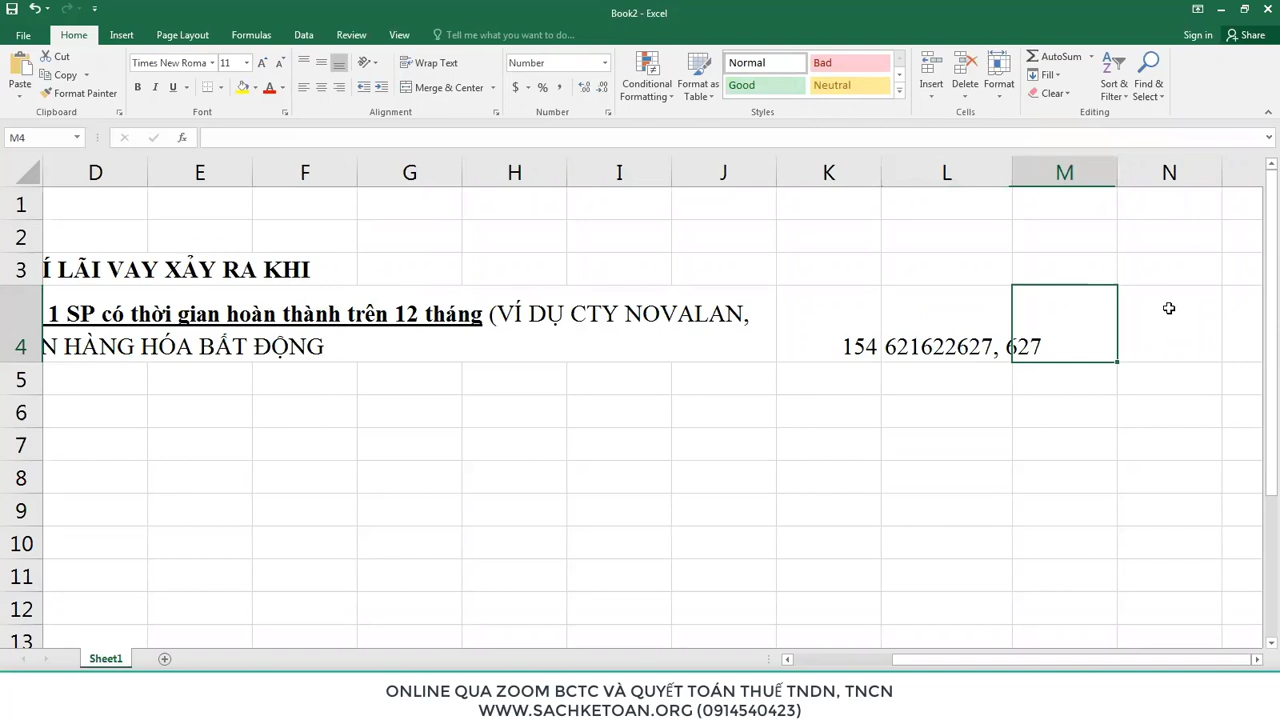 Book2 - Excel
File Home Insert Page Layout Formulas Data Review View Tell me what you want to do... Sign in Share
Cut
Copy
Format Painter
Paste
Clipboard
Times New Roma 11
B I U
Font
Wrap Text
Merge & Center
Alignment
Number
$ % ,
Number
Conditional Formatting
Format as Table
Normal Bad
Good Neutral
Styles
Insert Delete Format
Cells
AutoSum
Fill
Clear
Sort & Filter
Find & Select
Editing
M4 fx
D E F G H I J K L M N
1
2
3 Í LÃI VAY XẢY RA KHI
1 SP có thời gian hoàn thành trên 12 tháng (VÍ DỤ CTY NOVALAN,
4 N HÀNG HÓA BẤT ĐỘNG 154 621622627, 627
5
6
7
8
9
10
11
12
13
Sheet1
ONLINE QUA ZOOM BCTC VÀ QUYẾT TOÁN THUẾ TNDN, TNCN
WWW.SACHKETOAN.ORG (0914540423)